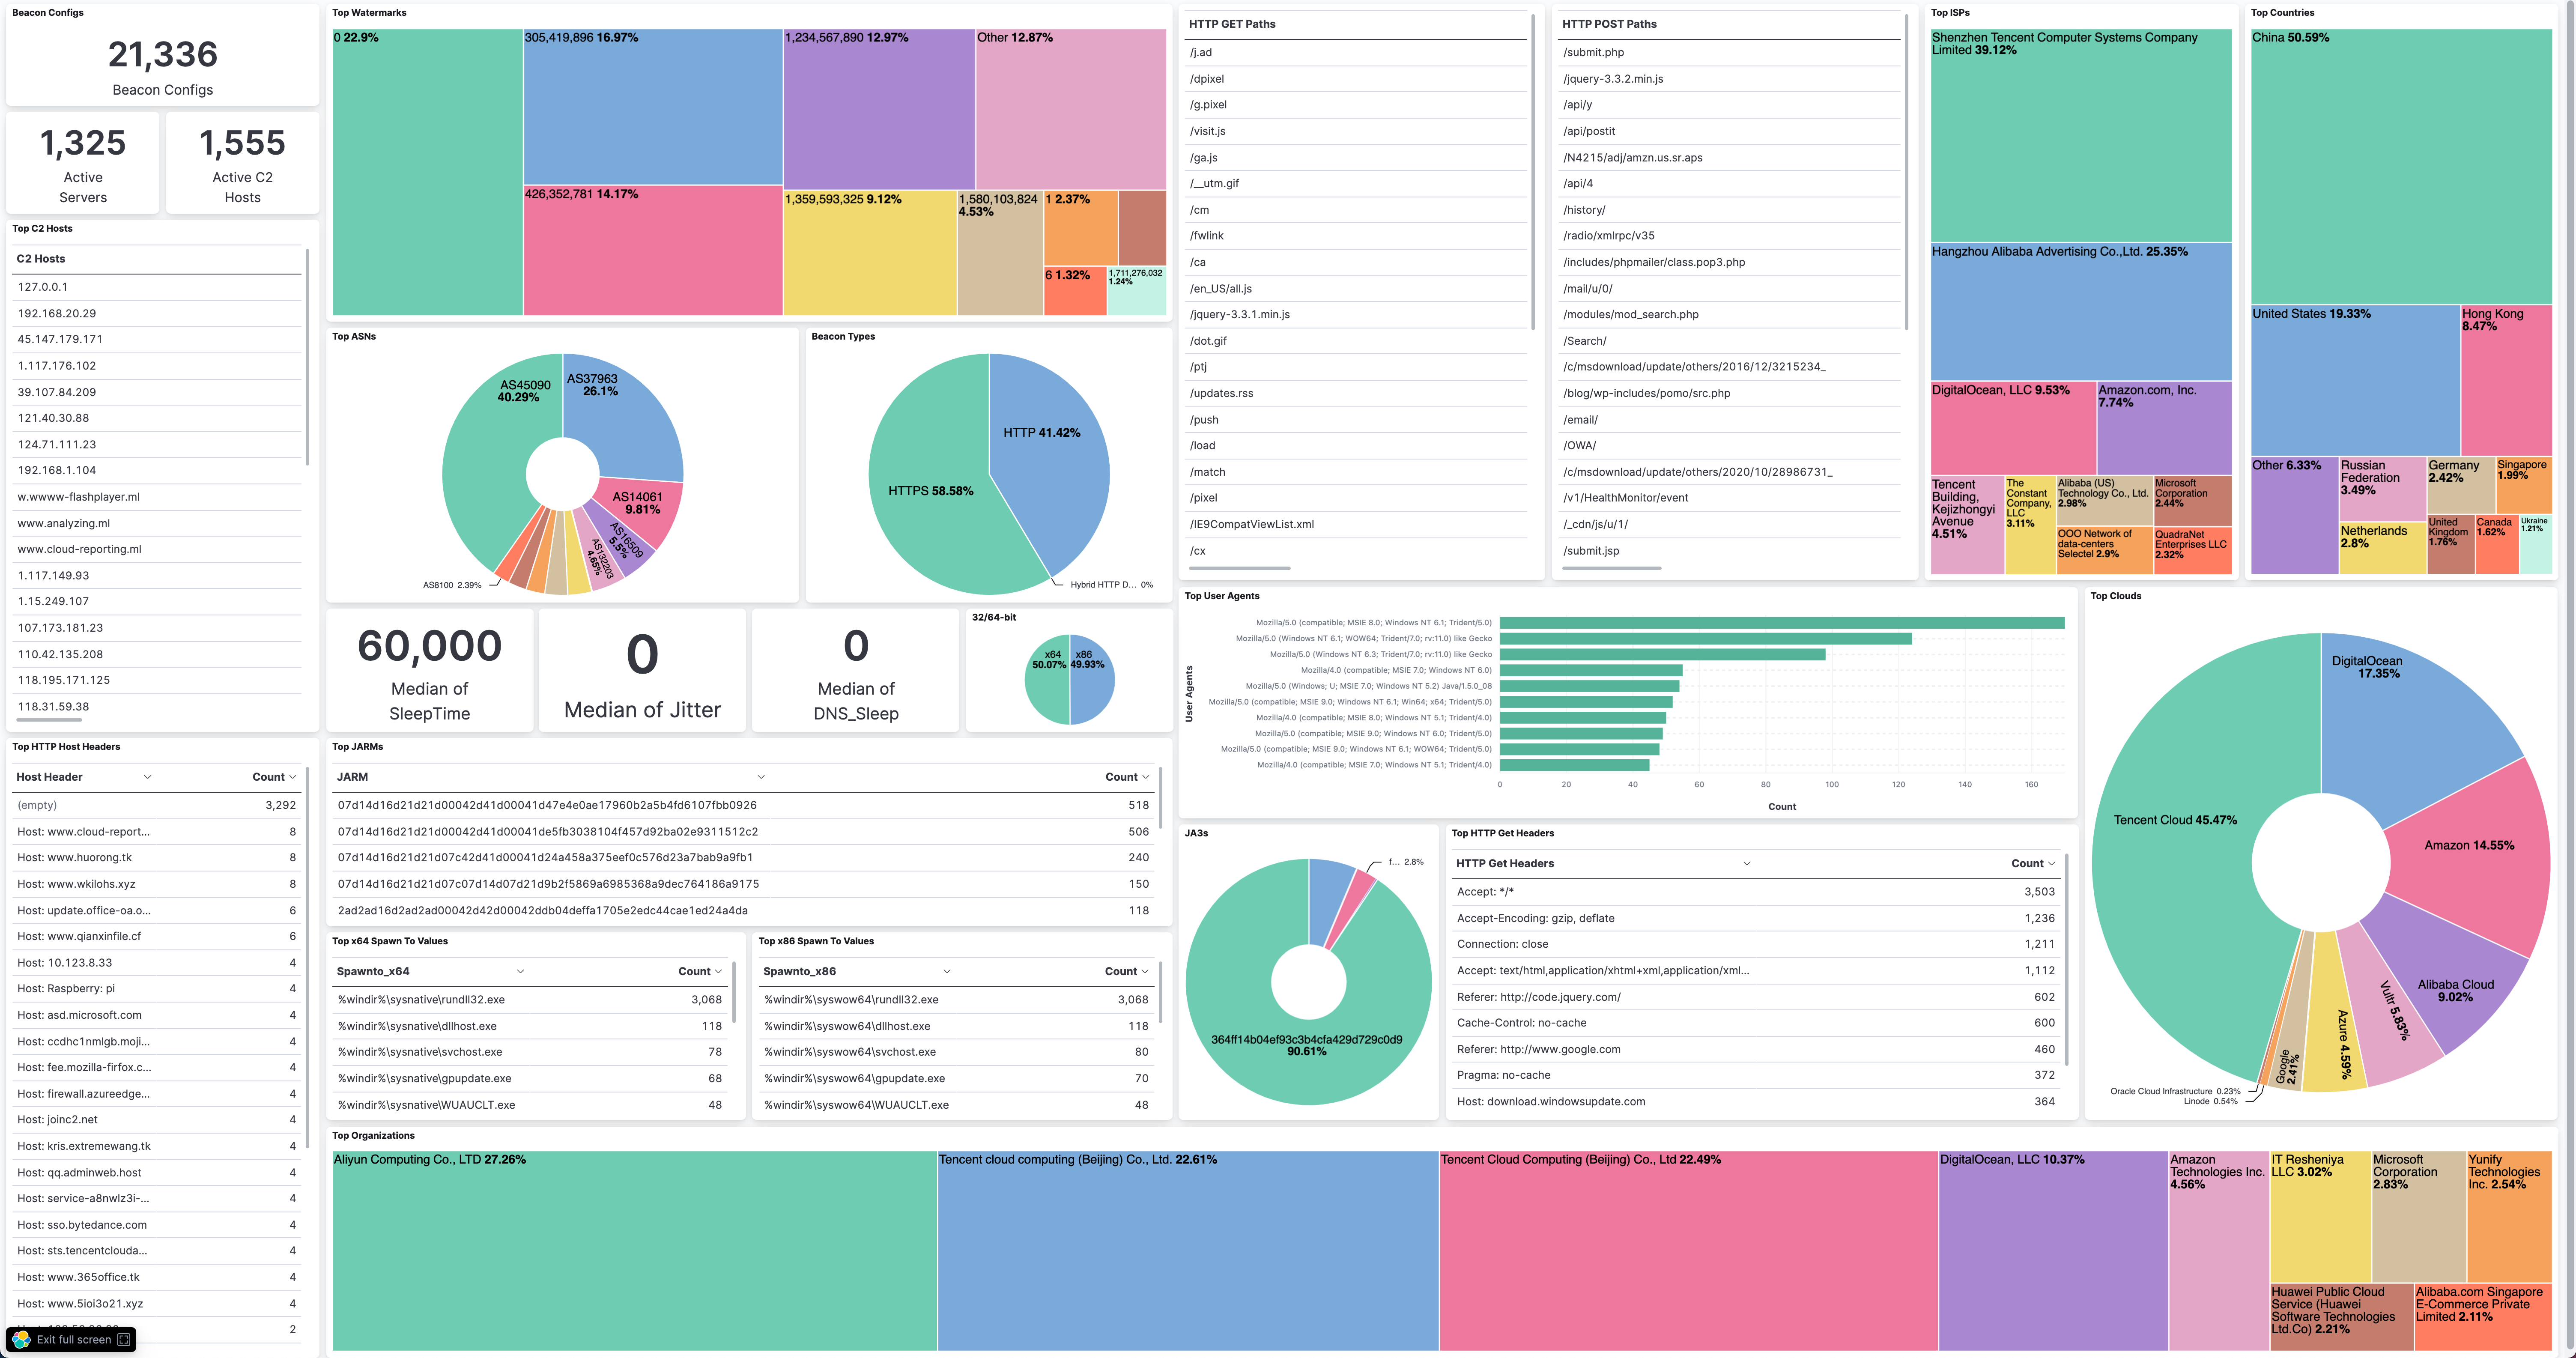 Beacon Configs
21,336
Beacon Configs
1,325
Active
Servers
1,555
Active C2
Hosts
Top C2 Hosts
C2 Hosts
127.0.0.1
192.168.20.29
45.147.179.171
1.117.176.102
39.107.84.209
121.40.30.88
124.71.111.23
192.168.1.104
w.wwww-flashplayer.ml
www.analyzing.ml
www.cloud-reporting.ml
1.117.149.93
1.15.249.107
107.173.181.23
110.42.135.208
118.195.171.125
118.31.59.38
Top HTTP Host Headers
Host Header Count
(empty) 3,292
Host: www.cloud-report... 8
Host: www.huorong.tk 8
Host: www.wkilohs.xyz 8
Host: update.office-oa.o... 6
Host: www.qianxinfile.cf 6
Host: 10.123.8.33 4
Host: Raspberry: pi 4
Host: asd.microsoft.com 4
Host: ccdhc1nmlgb.moji... 4
Host: fee.mozilla-firfox.c... 4
Host: firewall.azureedge... 4
Host: joinc2.net 4
Host: kris.extremewang.tk 4
Host: qq.adminweb.host 4
Host: service-a8nwlz3i-... 4
Host: sso.bytedance.com 4
Host: sts.tencentclouda... 4
Host: www.365office.tk 4
Host: www.5ioi3o21.xyz 4
2
Exit full screen
Top Watermarks
0 22.9%
305,419,896 16.97%
1,234,567,890 12.97%
Other 12.87%
426,352,781 14.17%
1,359,593,325 9.12%
1,580,103,824
4.53%
1 2.37%
6 1.32%
1,711,276,032
1.24%
Top ASNs
AS45090
40.29%
AS37963
26.1%
AS14061
9.81%
AS16509
5.5%
AS132203
4.65%
AS8100 2.39%
Beacon Types
HTTP 41.42%
HTTPS 58.58%
Hybrid HTTP D... 0%
60,000
Median of
SleepTime
0
Median of Jitter
0
Median of
DNS_Sleep
32/64-bit
x64
50.07%
x86
49.93%
Top JARMs
JARM Count
07d14d16d21d21d00042d41d00041d47e4e0ae17960b2a5b4fd6107fbb0926 518
07d14d16d21d21d00042d41d00041de5fb3038104f457d92ba02e9311512c2 506
07d14d16d21d21d07c42d41d00041d24a458a375eef0c576d23a7bab9a9fb1 240
07d14d16d21d21d07c07d14d07d21d9b2f5869a6985368a9dec764186a9175 150
2ad2ad16d2ad2ad00042d42d00042ddb04deffa1705e2edc44cae1ed24a4da 118
Top x64 Spawn To Values
Spawnto_x64 Count
%windir%\sysnative\rundll32.exe 3,068
%windir%\sysnative\dllhost.exe 118
%windir%\sysnative\svchost.exe 78
%windir%\sysnative\gpupdate.exe 68
%windir%\sysnative\WUAUCLT.exe 48
Top x86 Spawn To Values
Spawnto_x86 Count
%windir%\syswow64\rundll32.exe 3,068
%windir%\syswow64\dllhost.exe 118
%windir%\syswow64\svchost.exe 80
%windir%\syswow64\gpupdate.exe 70
%windir%\syswow64\WUAUCLT.exe 48
HTTP GET Paths
/j.ad
/dpixel
/g.pixel
/visit.js
/ga.js
/__utm.gif
/cm
/fwlink
/ca
/en_US/all.js
/jquery-3.3.1.min.js
/dot.gif
/ptj
/updates.rss
/push
/load
/match
/pixel
/IE9CompatViewList.xml
/cx
HTTP POST Paths
/submit.php
/jquery-3.3.2.min.js
/api/y
/api/postit
/N4215/adj/amzn.us.sr.aps
/api/4
/history/
/radio/xmlrpc/v35
/includes/phpmailer/class.pop3.php
/mail/u/0/
/modules/mod_search.php
/Search/
/c/msdownload/update/others/2016/12/3215234_
/blog/wp-includes/pomo/src.php
/email/
/OWA/
/c/msdownload/update/others/2020/10/28986731_
/v1/HealthMonitor/event
/_cdn/js/u/1/
/submit.jsp
Top ISPs
Shenzhen Tencent Computer Systems Company
Limited 39.12%
Hangzhou Alibaba Advertising Co.,Ltd. 25.35%
DigitalOcean, LLC 9.53%
Amazon.com, Inc.
7.74%
Tencent
Building,
Kejizhongyi
Avenue
4.51%
The
Constant
Company,
LLC
3.11%
Alibaba (US)
Technology Co., Ltd.
2.98%
Microsoft
Corporation
2.44%
OOO Network of
data-centers
Selectel 2.9%
QuadraNet
Enterprises LLC
2.32%
Top Countries
China 50.59%
United States 19.33%
Hong Kong
8.47%
Other 6.33%
Russian
Federation
3.49%
Germany
2.42%
Singapore
1.99%
Netherlands
2.8%
United
Kingdom
1.76%
Canada
1.62%
Ukraine
1.21%
Top User Agents
User Agents
Mozilla/5.0 (compatible; MSIE 8.0; Windows NT 6.1; Trident/5.0)
Mozilla/5.0 (Windows NT 6.1; WOW64; Trident/7.0; rv:11.0) like Gecko
Mozilla/5.0 (Windows NT 6.3; Trident/7.0; rv:11.0) like Gecko
Mozilla/4.0 (compatible; MSIE 7.0; Windows NT 6.0)
Mozilla/5.0 (Windows; U; MSIE 7.0; Windows NT 5.2) Java/1.5.0_08
Mozilla/5.0 (compatible; MSIE 9.0; Windows NT 6.1; Win64; x64; Trident/5.0)
Mozilla/4.0 (compatible; MSIE 8.0; Windows NT 5.1; Trident/4.0)
Mozilla/5.0 (compatible; MSIE 9.0; Windows NT 6.0; Trident/5.0)
Mozilla/5.0 (compatible; MSIE 9.0; Windows NT 6.1; WOW64; Trident/5.0)
Mozilla/4.0 (compatible; MSIE 7.0; Windows NT 5.1; Trident/4.0)
0 20 40 60 80 100 120 140 160
Count
JA3s
f... 2.8%
364ff14b04ef93c3b4cfa429d729c0d9
90.61%
Top HTTP Get Headers
HTTP Get Headers Count
Accept: */* 3,503
Accept-Encoding: gzip, deflate 1,236
Connection: close 1,211
Accept: text/html,application/xhtml+xml,application/xml... 1,112
Referer: http://code.jquery.com/ 602
Cache-Control: no-cache 600
Referer: http://www.google.com 460
Pragma: no-cache 372
Host: download.windowsupdate.com 364
Top Clouds
DigitalOcean
17.35%
Tencent Cloud 45.47%
Amazon 14.55%
Alibaba Cloud
9.02%
Vultr 5.83%
Azure 4.59%
Google
2.41%
Oracle Cloud Infrastructure 0.23%
Linode 0.54%
Top Organizations
Aliyun Computing Co., LTD 27.26%
Tencent cloud computing (Beijing) Co., Ltd. 22.61%
Tencent Cloud Computing (Beijing) Co., Ltd 22.49%
DigitalOcean, LLC 10.37%
Amazon
Technologies Inc.
4.56%
IT Resheniya
LLC 3.02%
Microsoft
Corporation
2.83%
Yunify
Technologies
Inc. 2.54%
Huawei Public Cloud
Service (Huawei
Software Technologies
Ltd.Co) 2.21%
Alibaba.com Singapore
E-Commerce Private
Limited 2.11%